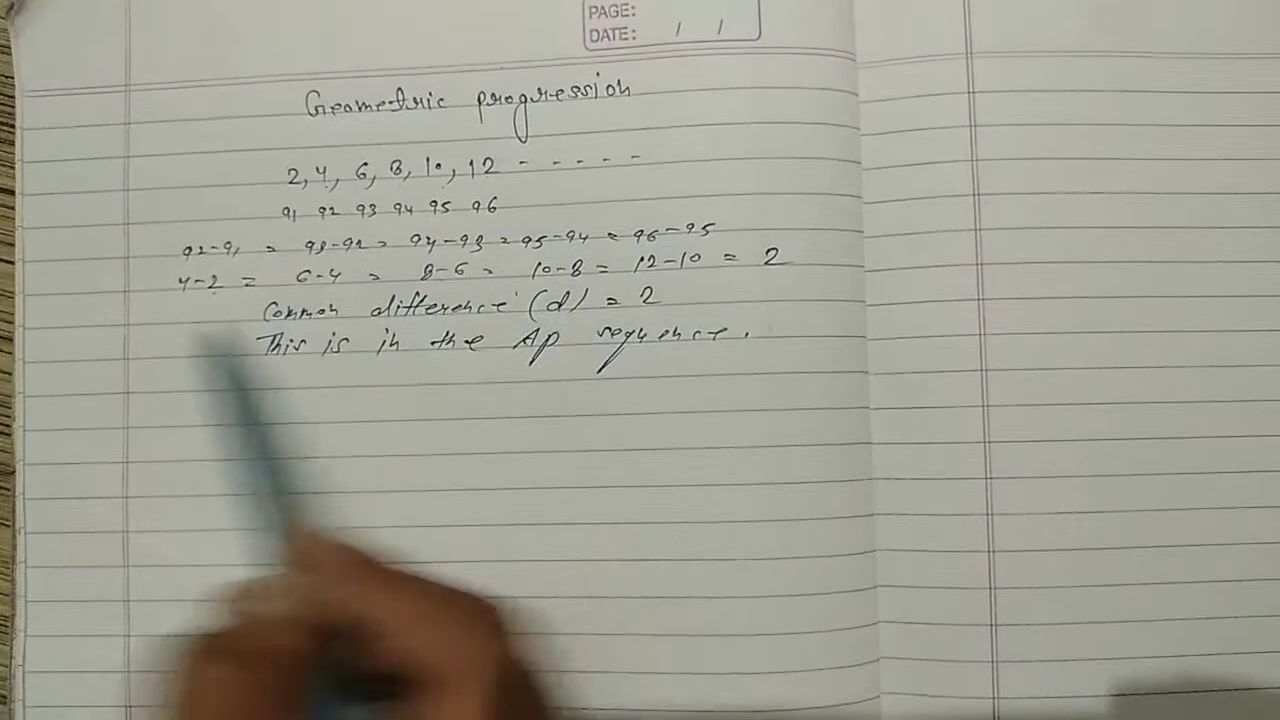 PAGE:
DATE: / /
Geometric progression
2, 4, 6, 8, 10, 12 - - - - -
a1 a2 a3 a4 a5 a6
a2-a1 = a3-a2 = a4-a3 = a5-a4 = a6-a5
4-2 = 6-4 = 8-6 = 10-8 = 12-10 = 2
Common difference (d) = 2
This is in the Ap sequence.